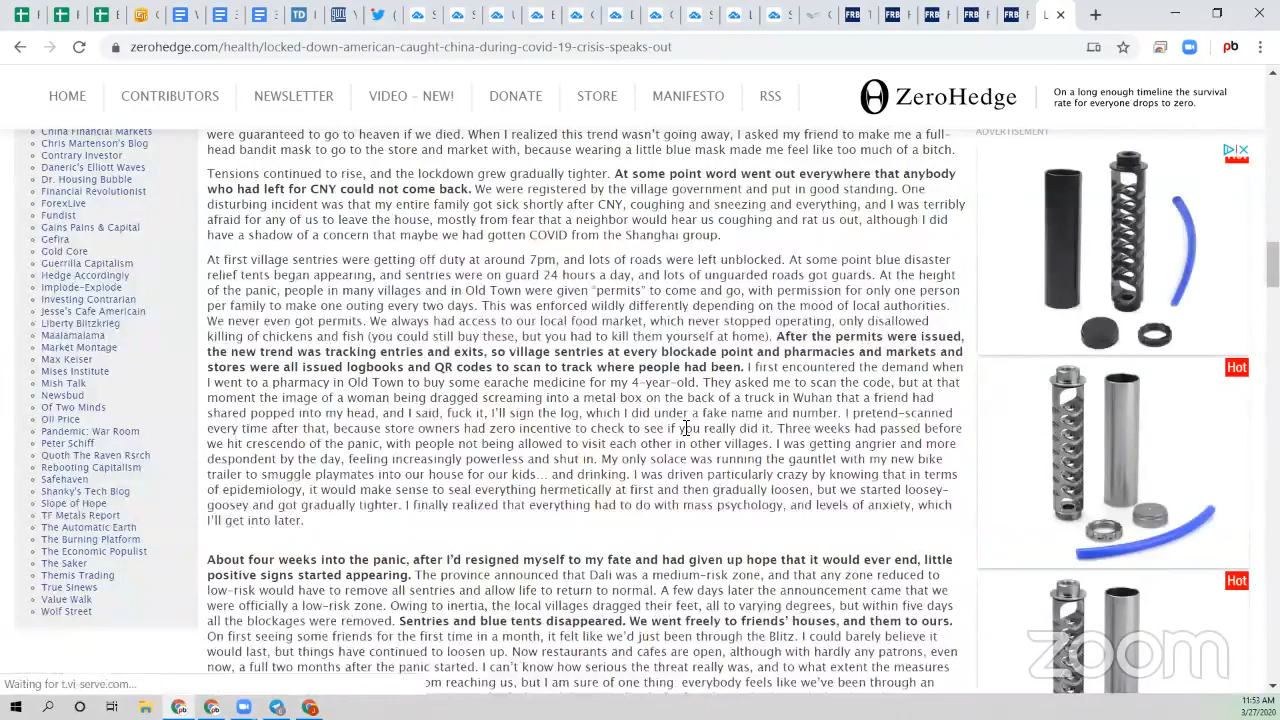 L
zerohedge.com/health/locked-down-american-caught-china-during-covid-19-crisis-speaks-out
HOME
CONTRIBUTORS
NEWSLETTER
VIDEO - NEW!
DONATE
STORE
MANIFESTO
RSS
ZeroHedge
On a long enough timeline the survival
rate for everyone drops to zero.
China Financial Markets
Chris Martenson's Blog
Contrary Investor
Daneric's Elliott Waves
Dr. Housing Bubble
Financial Revolutionist
ForexLive
Fundist
Gains Pains & Capital
Gefira
Gold Core
Guerrilla Capitalism
Hedge Accordingly
Implode-Explode
Investing Contrarian
Jesse's Cafe Americain
Liberty Blitzkrieg
Maalamalama
Market Montage
Max Keiser
Mises Institute
Mish Talk
Newsbud
Of Two Minds
Oil Price
Pandemic: War Room
Peter Schiff
Quoth The Raven Rsrch
Rebooting Capitalism
Safehaven
Shanky's Tech Blog
Slope of Hope
TF Metals Report
The Automatic Earth
The Burning Platform
The Economic Populist
The Saker
Themis Trading
True Sinews
Value Walk
Wolf Street
were guaranteed to go to heaven if we died. When I realized this trend wasn't going away, I asked my friend to make me a full-
head bandit mask to go to the store and market with, because wearing a little blue mask made me feel like too much of a bitch.
Tensions continued to rise, and the lockdown grew gradually tighter. At some point word went out everywhere that anybody
who had left for CNY could not come back. We were registered by the village government and put in good standing. One
disturbing incident was that my entire family got sick shortly after CNY, coughing and sneezing and everything, and I was terribly
afraid for any of us to leave the house, mostly from fear that a neighbor would hear us coughing and rat us out, although I did
have a shadow of a concern that maybe we had gotten COVID from the Shanghai group.
At first village sentries were getting off duty at around 7pm, and lots of roads were left unblocked. At some point blue disaster
relief tents began appearing, and sentries were on guard 24 hours a day, and lots of unguarded roads got guards. At the height
of the panic, people in many villages and in Old Town were given "permits" to come and go, with permission for only one person
per family to make one outing every two days. This was enforced wildly differently depending on the mood of local authorities.
We never even got permits. We always had access to our local food market, which never stopped operating, only disallowed
killing of chickens and fish (you could still buy these, but you had to kill them yourself at home). After the permits were issued,
the new trend was tracking entries and exits, so village sentries at every blockade point and pharmacies and markets and
stores were all issued logbooks and QR codes to scan to track where people had been. I first encountered the demand when
I went to a pharmacy in Old Town to buy some earache medicine for my 4-year-old. They asked me to scan the code, but at that
moment the image of a woman being dragged screaming into a metal box on the back of a truck in Wuhan that a friend had
shared popped into my head, and I said, fuck it, I'll sign the log, which I did under a fake name and number. I pretend-scanned
every time after that, because store owners had zero incentive to check to see if you really did it. Three weeks had passed before
we hit crescendo of the panic, with people not being allowed to visit each other in other villages. I was getting angrier and more
despondent by the day, feeling increasingly powerless and shut in. My only solace was running the gauntlet with my new bike
trailer to smuggle playmates into our house for our kids... and drinking. I was driven particularly crazy by knowing that in terms
of epidemiology, it would make sense to seal everything hermetically at first and then gradually loosen, but we started loosey-
goosey and got gradually tighter. I finally realized that everything had to do with mass psychology, and levels of anxiety, which
I'll get into later.
About four weeks into the panic, after I'd resigned myself to my fate and had given up hope that it would ever end, little
positive signs started appearing. The province announced that Dali was a medium-risk zone, and that any zone reduced to
low-risk would have to remove all sentries and allow life to return to normal. A few days later the announcement came that we
were officially a low-risk zone. Owing to inertia, the local villages dragged their feet, all to varying degrees, but within five days
all the blockages were removed. Sentries and blue tents disappeared. We went freely to friends' houses, and them to ours.
On first seeing some friends for the first time in a month, it felt like we'd just been through the Blitz. I could barely believe it
would last, but things have continued to loosen up. Now restaurants and cafes are open, although with hardly any patrons, even
now, a full two months after the panic started. I can't know how serious the threat really was, and to what extent the measures
om reaching us, but I am sure of one thing everybody feels like we've been through an
ADVERTISEMENT
Hot
Hot
Hot
zoom
Waiting for t.vi-serve.com...
11:53 AM
3/27/2020